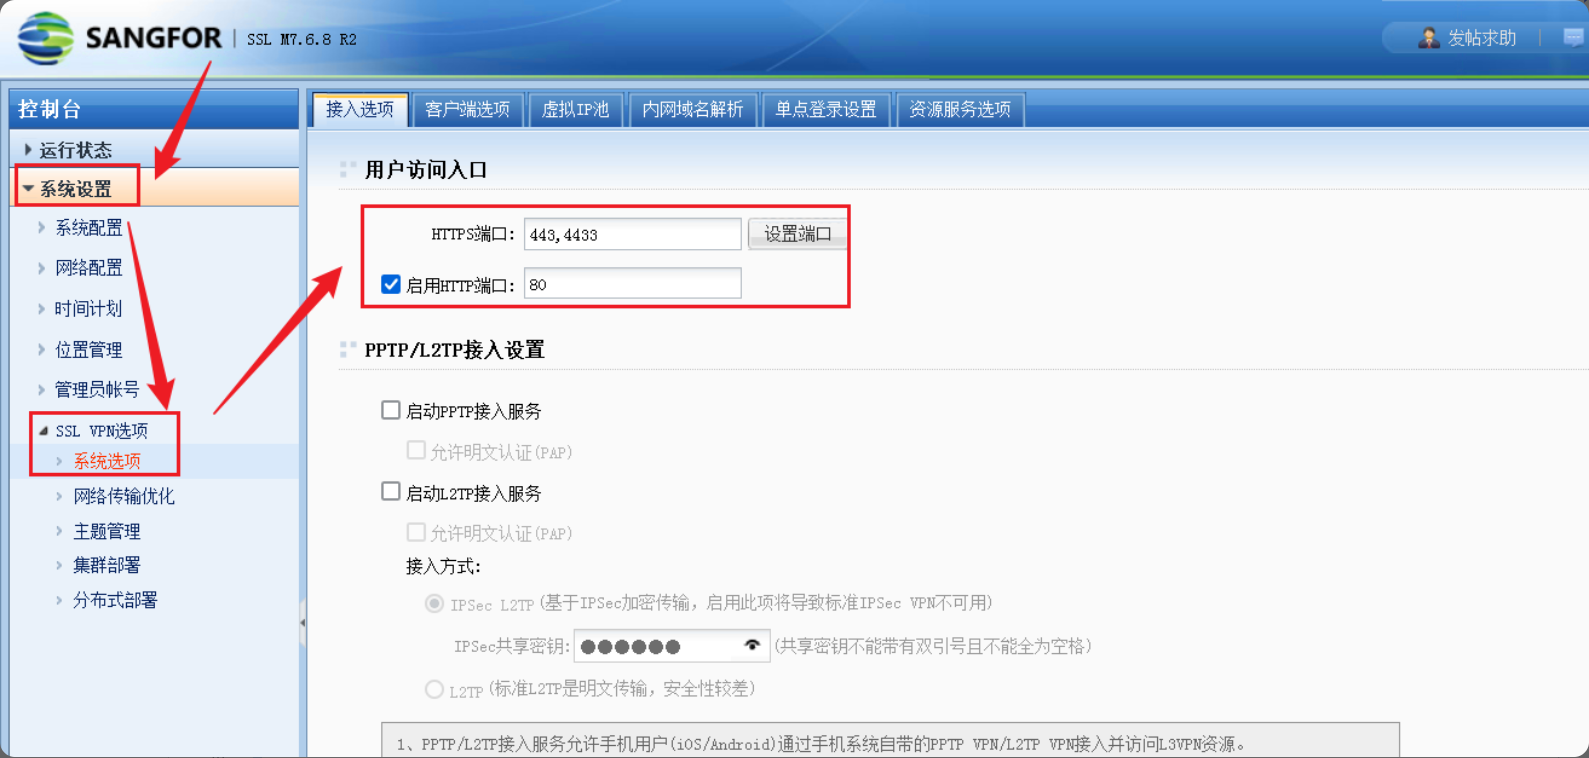 SANGFOR | SSL M7.6.8 R2
发帖求助
控制台
运行状态
系统设置
系统配置
网络配置
时间计划
位置管理
管理员帐号
SSL VPN选项
系统选项
网络传输优化
主题管理
集群部署
分布式部署
接入选项 客户端选项 虚拟IP池 内网域名解析 单点登录设置 资源服务选项
用户访问入口
HTTPS端口: 443,4433 设置端口
启用HTTP端口: 80
PPTP/L2TP接入设置
启动PPTP接入服务
允许明文认证(PAP)
启动L2TP接入服务
允许明文认证(PAP)
接入方式:
IPSec L2TP (基于IPSec加密传输，启用此项将导致标准IPSec VPN不可用)
IPSec共享密钥: ●●●●●● (共享密钥不能带有双引号且不能全为空格)
L2TP (标准L2TP是明文传输，安全性较差)
1、PPTP/L2TP接入服务允许手机用户(iOS/Android)通过手机系统自带的PPTP VPN/L2TP VPN接入并访问L3VPN资源。